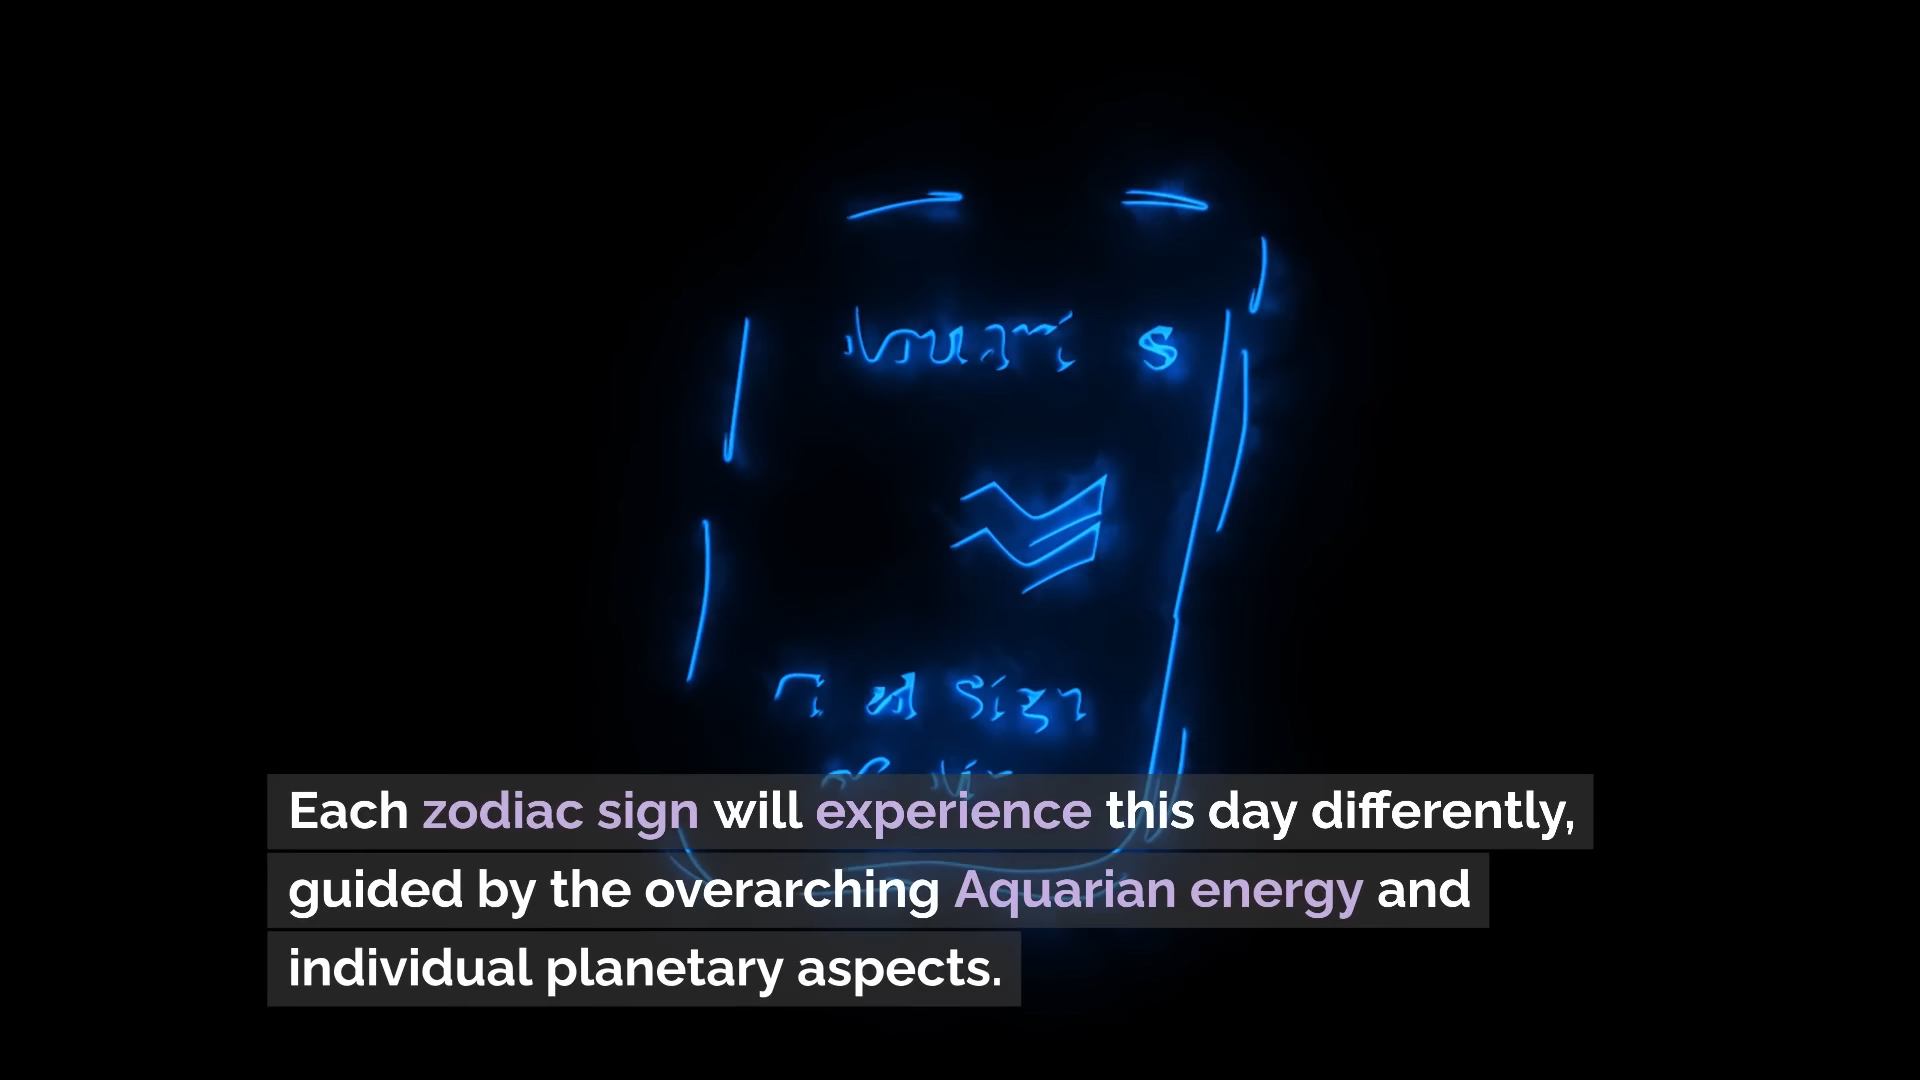 Each zodiac sign will experience this day differently,
guided by the overarching Aquarian energy and
individual planetary aspects.